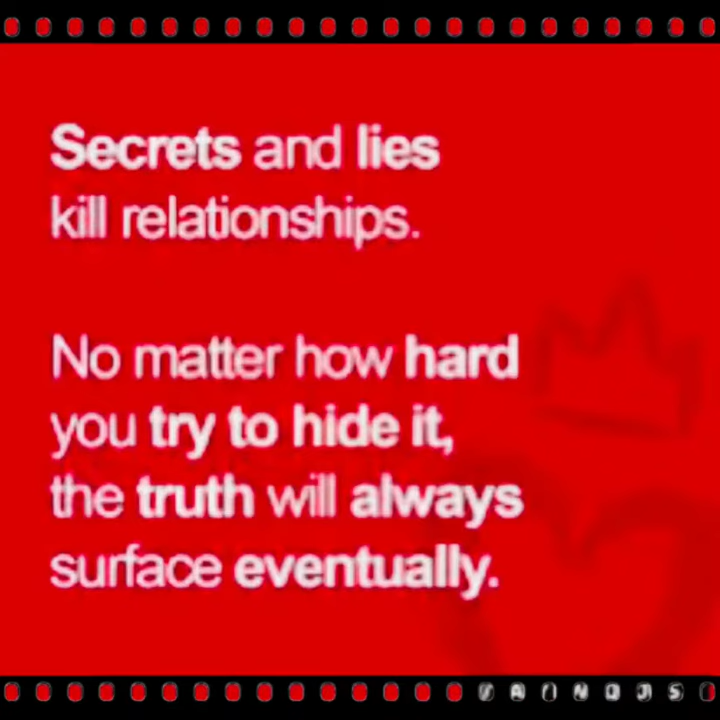 Secrets and lies
kill relationships.
No matter how hard
you try to hide it,
the truth will always
surface eventually.